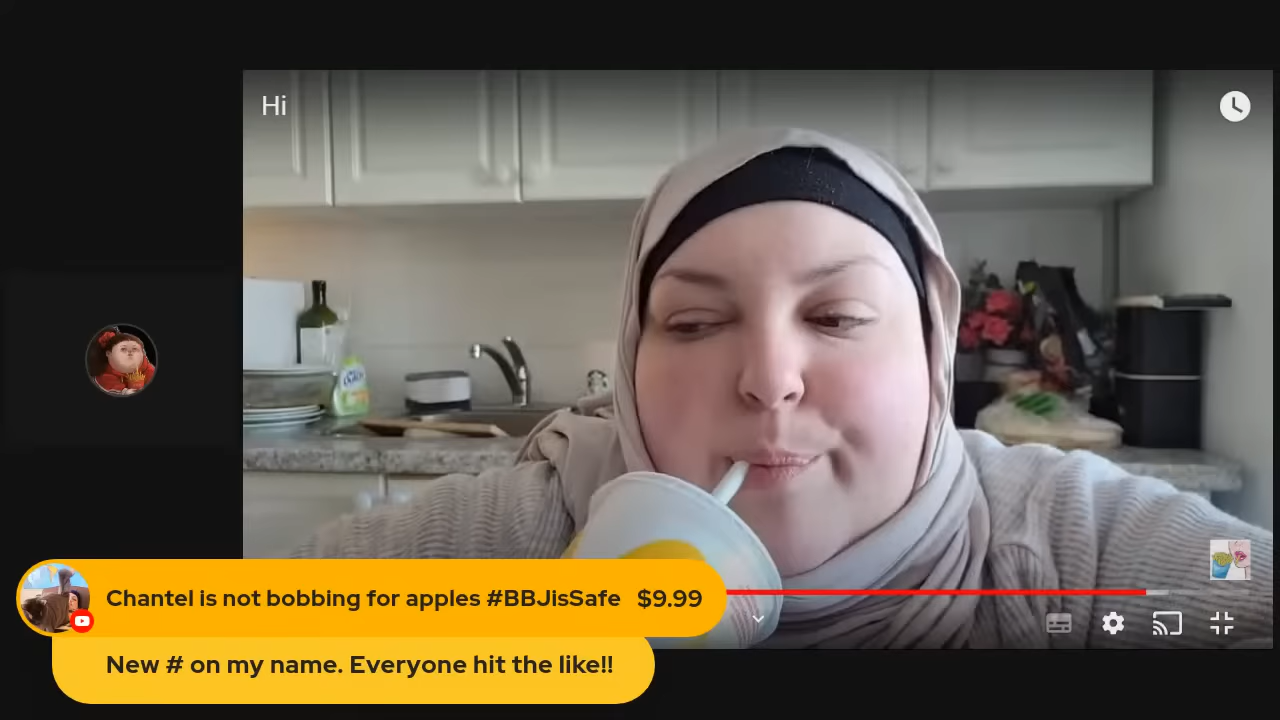 Hi
Chantel is not bobbing for apples #BBJisSafe $9.99
New # on my name. Everyone hit the like!!